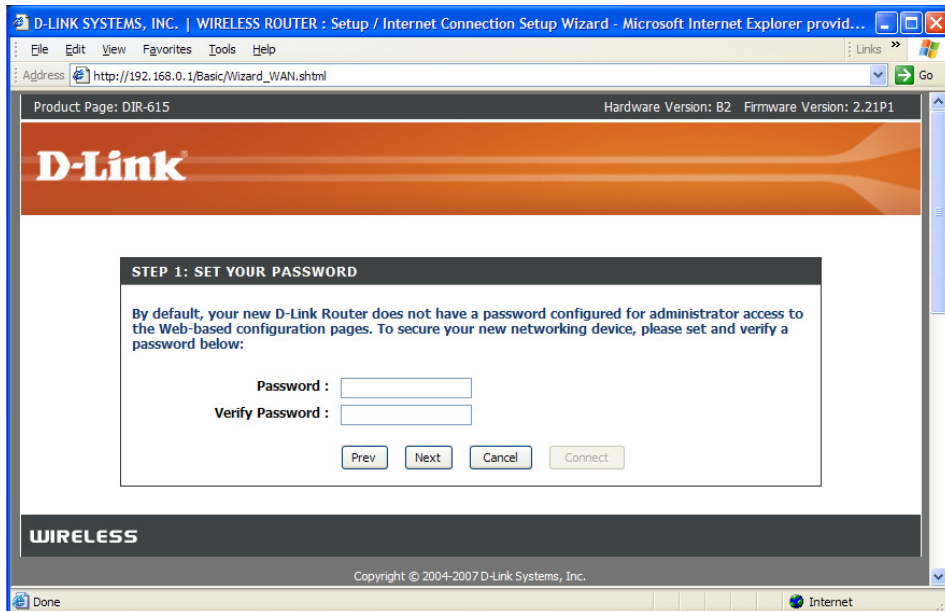 D-LINK SYSTEMS, INC. | WIRELESS ROUTER : Setup / Internet Connection Setup Wizard - Microsoft Internet Explorer provid...
File Edit View Favorites Tools Help Links »
Address http://192.168.0.1/Basic/Wizard_WAN.shtml Go
Product Page: DIR-615 Hardware Version: B2 Firmware Version: 2.21P1
D-Link®
STEP 1: SET YOUR PASSWORD
By default, your new D-Link Router does not have a password configured for administrator access to
the Web-based configuration pages. To secure your new networking device, please set and verify a
password below:
Password :
Verify Password :
Prev Next Cancel Connect
WIRELESS
Copyright © 2004-2007 D-Link Systems, Inc.
Done Internet